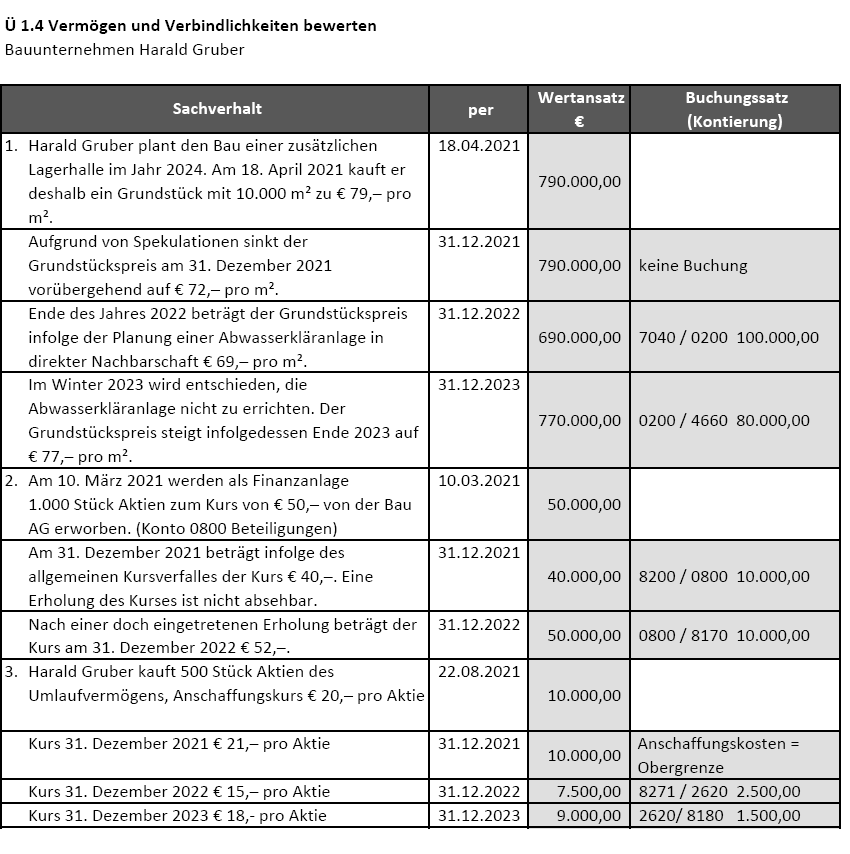 Ü 1.4 Vermögen und Verbindlichkeiten bewerten
Bauunternehmen Harald Gruber
Sachverhalt
per
Wertansatz
€
Buchungssatz
(Kontierung)
1. Harald Gruber plant den Bau einer zusätzlichen
Lagerhalle im Jahr 2024. Am 18. April 2021 kauft er
deshalb ein Grundstück mit 10.000 m² zu € 79,– pro
m².
18.04.2021
790.000,00
Aufgrund von Spekulationen sinkt der
Grundstückspreis am 31. Dezember 2021
vorübergehend auf € 72,– pro m².
31.12.2021
790.000,00
keine Buchung
Ende des Jahres 2022 beträgt der Grundstückspreis
infolge der Planung einer Abwasserkläranlage in
direkter Nachbarschaft € 69,– pro m².
31.12.2022
690.000,00
7040 / 0200 100.000,00
Im Winter 2023 wird entschieden, die
Abwasserkläranlage nicht zu errichten. Der
Grundstückspreis steigt infolgedessen Ende 2023 auf
€ 77,– pro m².
31.12.2023
770.000,00
0200 / 4660 80.000,00
2. Am 10. März 2021 werden als Finanzanlage
1.000 Stück Aktien zum Kurs von € 50,– von der Bau
AG erworben. (Konto 0800 Beteiligungen)
10.03.2021
50.000,00
Am 31. Dezember 2021 beträgt infolge des
allgemeinen Kursverfalles der Kurs € 40,–. Eine
Erholung des Kurses ist nicht absehbar.
31.12.2021
40.000,00
8200 / 0800 10.000,00
Nach einer doch eingetretenen Erholung beträgt der
Kurs am 31. Dezember 2022 € 52,–.
31.12.2022
50.000,00
0800 / 8170 10.000,00
3. Harald Gruber kauft 500 Stück Aktien des
Umlaufvermögens, Anschaffungskurs € 20,– pro Aktie
22.08.2021
10.000,00
Kurs 31. Dezember 2021 € 21,– pro Aktie
31.12.2021
10.000,00
Anschaffungskosten =
Obergrenze
Kurs 31. Dezember 2022 € 15,– pro Aktie
31.12.2022
7.500,00
8271 / 2620 2.500,00
Kurs 31. Dezember 2023 € 18,- pro Aktie
31.12.2023
9.000,00
2620/ 8180 1.500,00